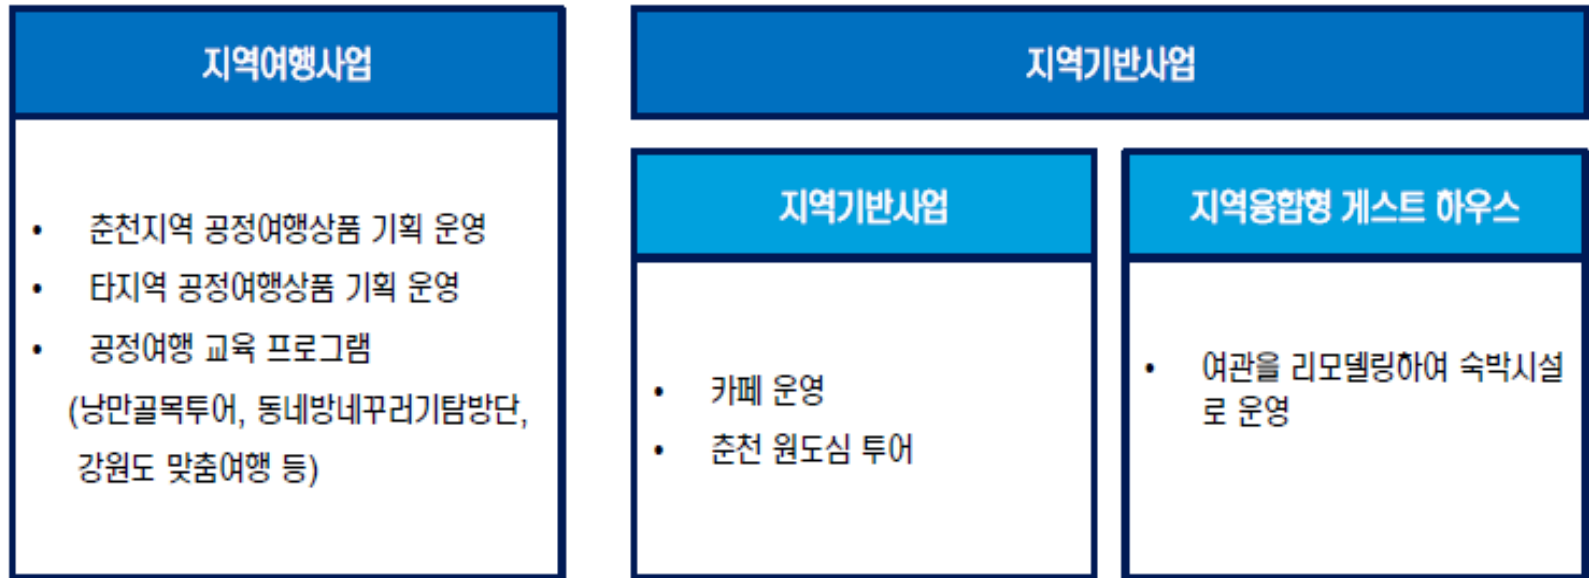 지역여행사업
• 춘천지역 공정여행상품 기획 운영
• 타지역 공정여행상품 기획 운영
• 공정여행 교육 프로그램
(낭만골목투어, 동네방네꾸러기탐방단,
강원도 맞춤여행 등)
지역기반사업
지역기반사업
• 카페 운영
• 춘천 원도심 투어
지역융합형 게스트 하우스
• 여관을 리모델링하여 숙박시설
로 운영